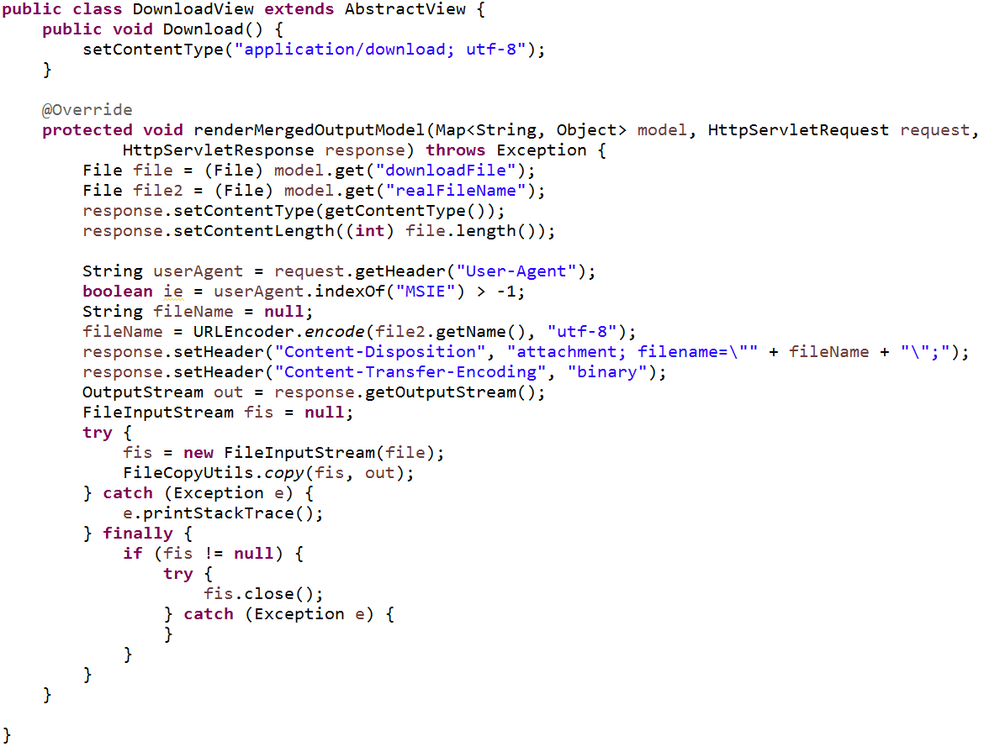 public class DownloadView extends AbstractView {
    public void Download() {
        setContentType("application/download; utf-8");
    }

    @Override
    protected void renderMergedOutputModel(Map<String, Object> model, HttpServletRequest request,
            HttpServletResponse response) throws Exception {
        File file = (File) model.get("downloadFile");
        File file2 = (File) model.get("realFileName");
        response.setContentType(getContentType());
        response.setContentLength((int) file.length());

        String userAgent = request.getHeader("User-Agent");
        boolean ie = userAgent.indexOf("MSIE") > -1;
        String fileName = null;
        fileName = URLEncoder.encode(file2.getName(), "utf-8");
        response.setHeader("Content-Disposition", "attachment; filename=\"" + fileName + "\";");
        response.setHeader("Content-Transfer-Encoding", "binary");
        OutputStream out = response.getOutputStream();
        FileInputStream fis = null;
        try {
            fis = new FileInputStream(file);
            FileCopyUtils.copy(fis, out);
        } catch (Exception e) {
            e.printStackTrace();
        } finally {
            if (fis != null) {
                try {
                    fis.close();
                } catch (Exception e) {
                }
            }
        }
    }

}